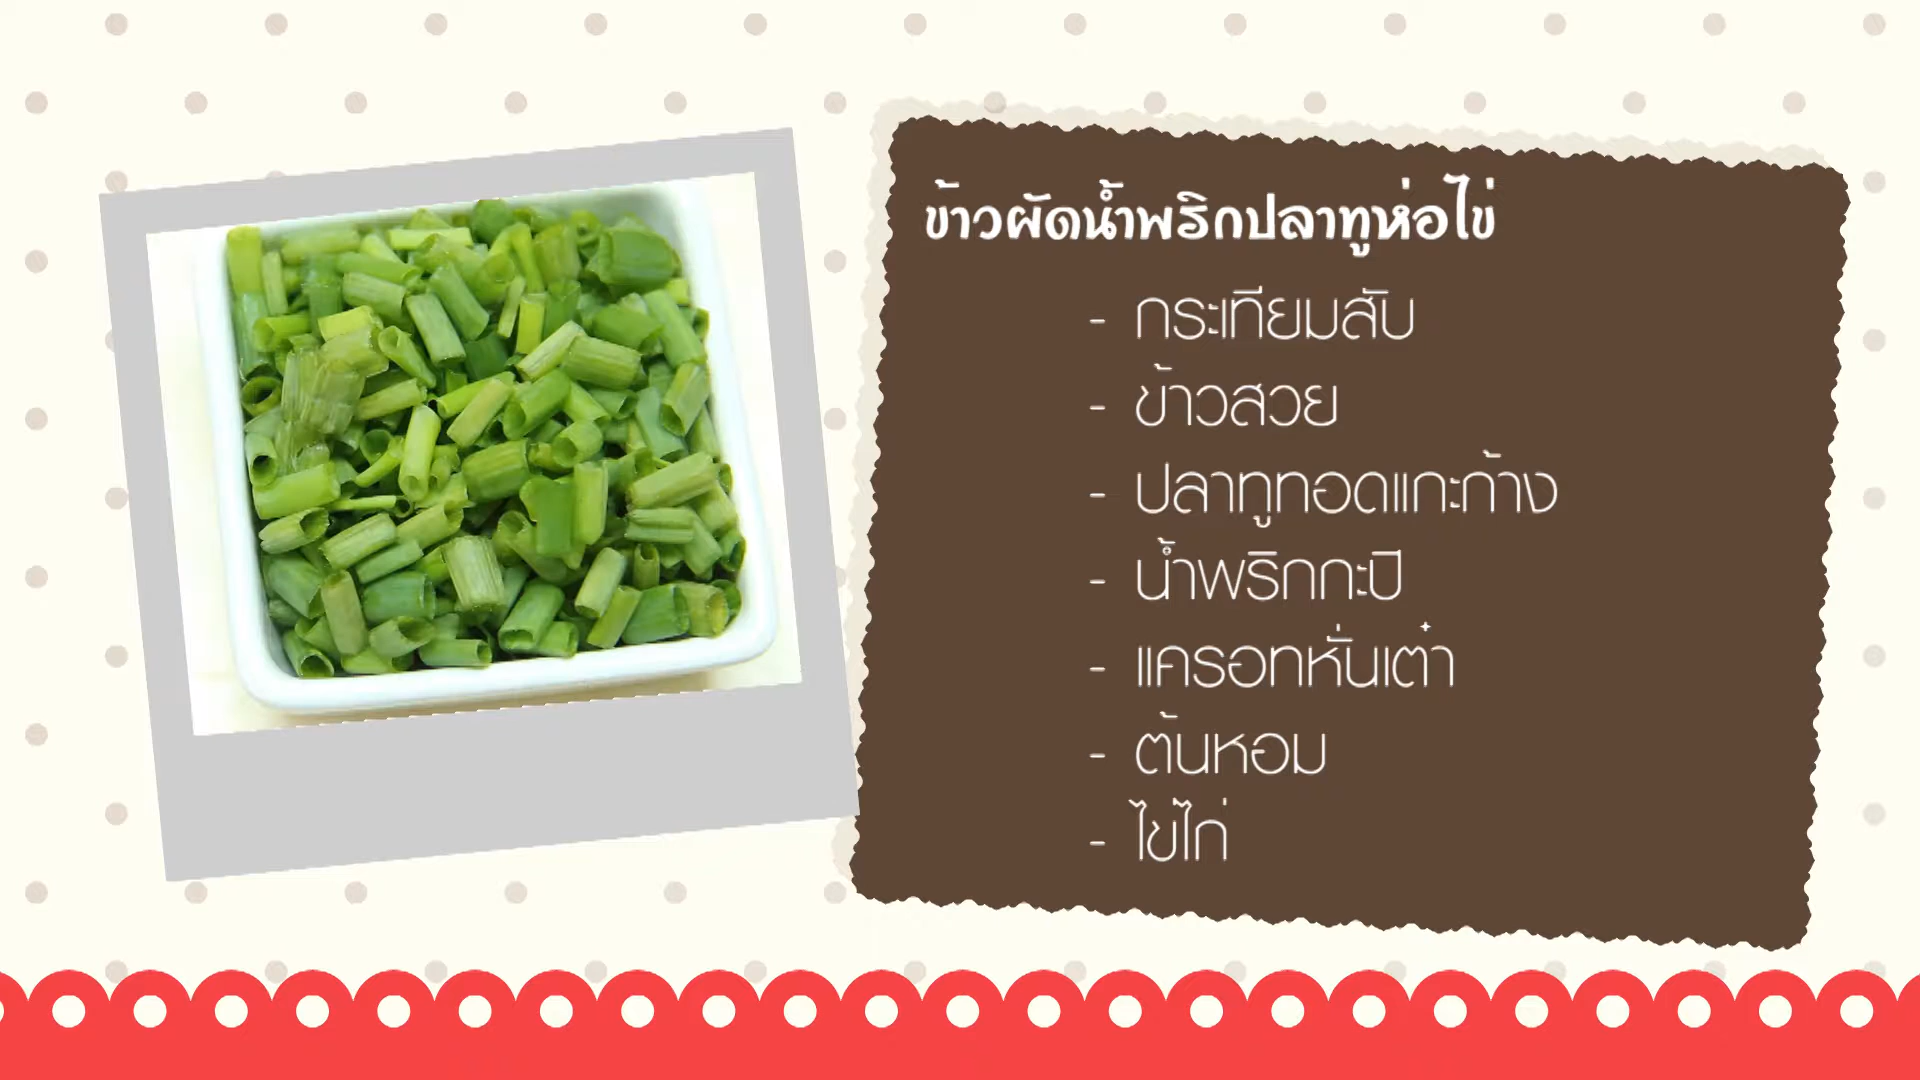 ข้าวผัดน้ำพริกปลาทูห่อไข่
- กระเทียมสับ
- ข้าวสวย
- ปลาทูทอดแกะก้าง
- น้ำพริกกะปิ
- แครอทหั่นเต๋า
- ต้นหอม
- ไข่ไก่